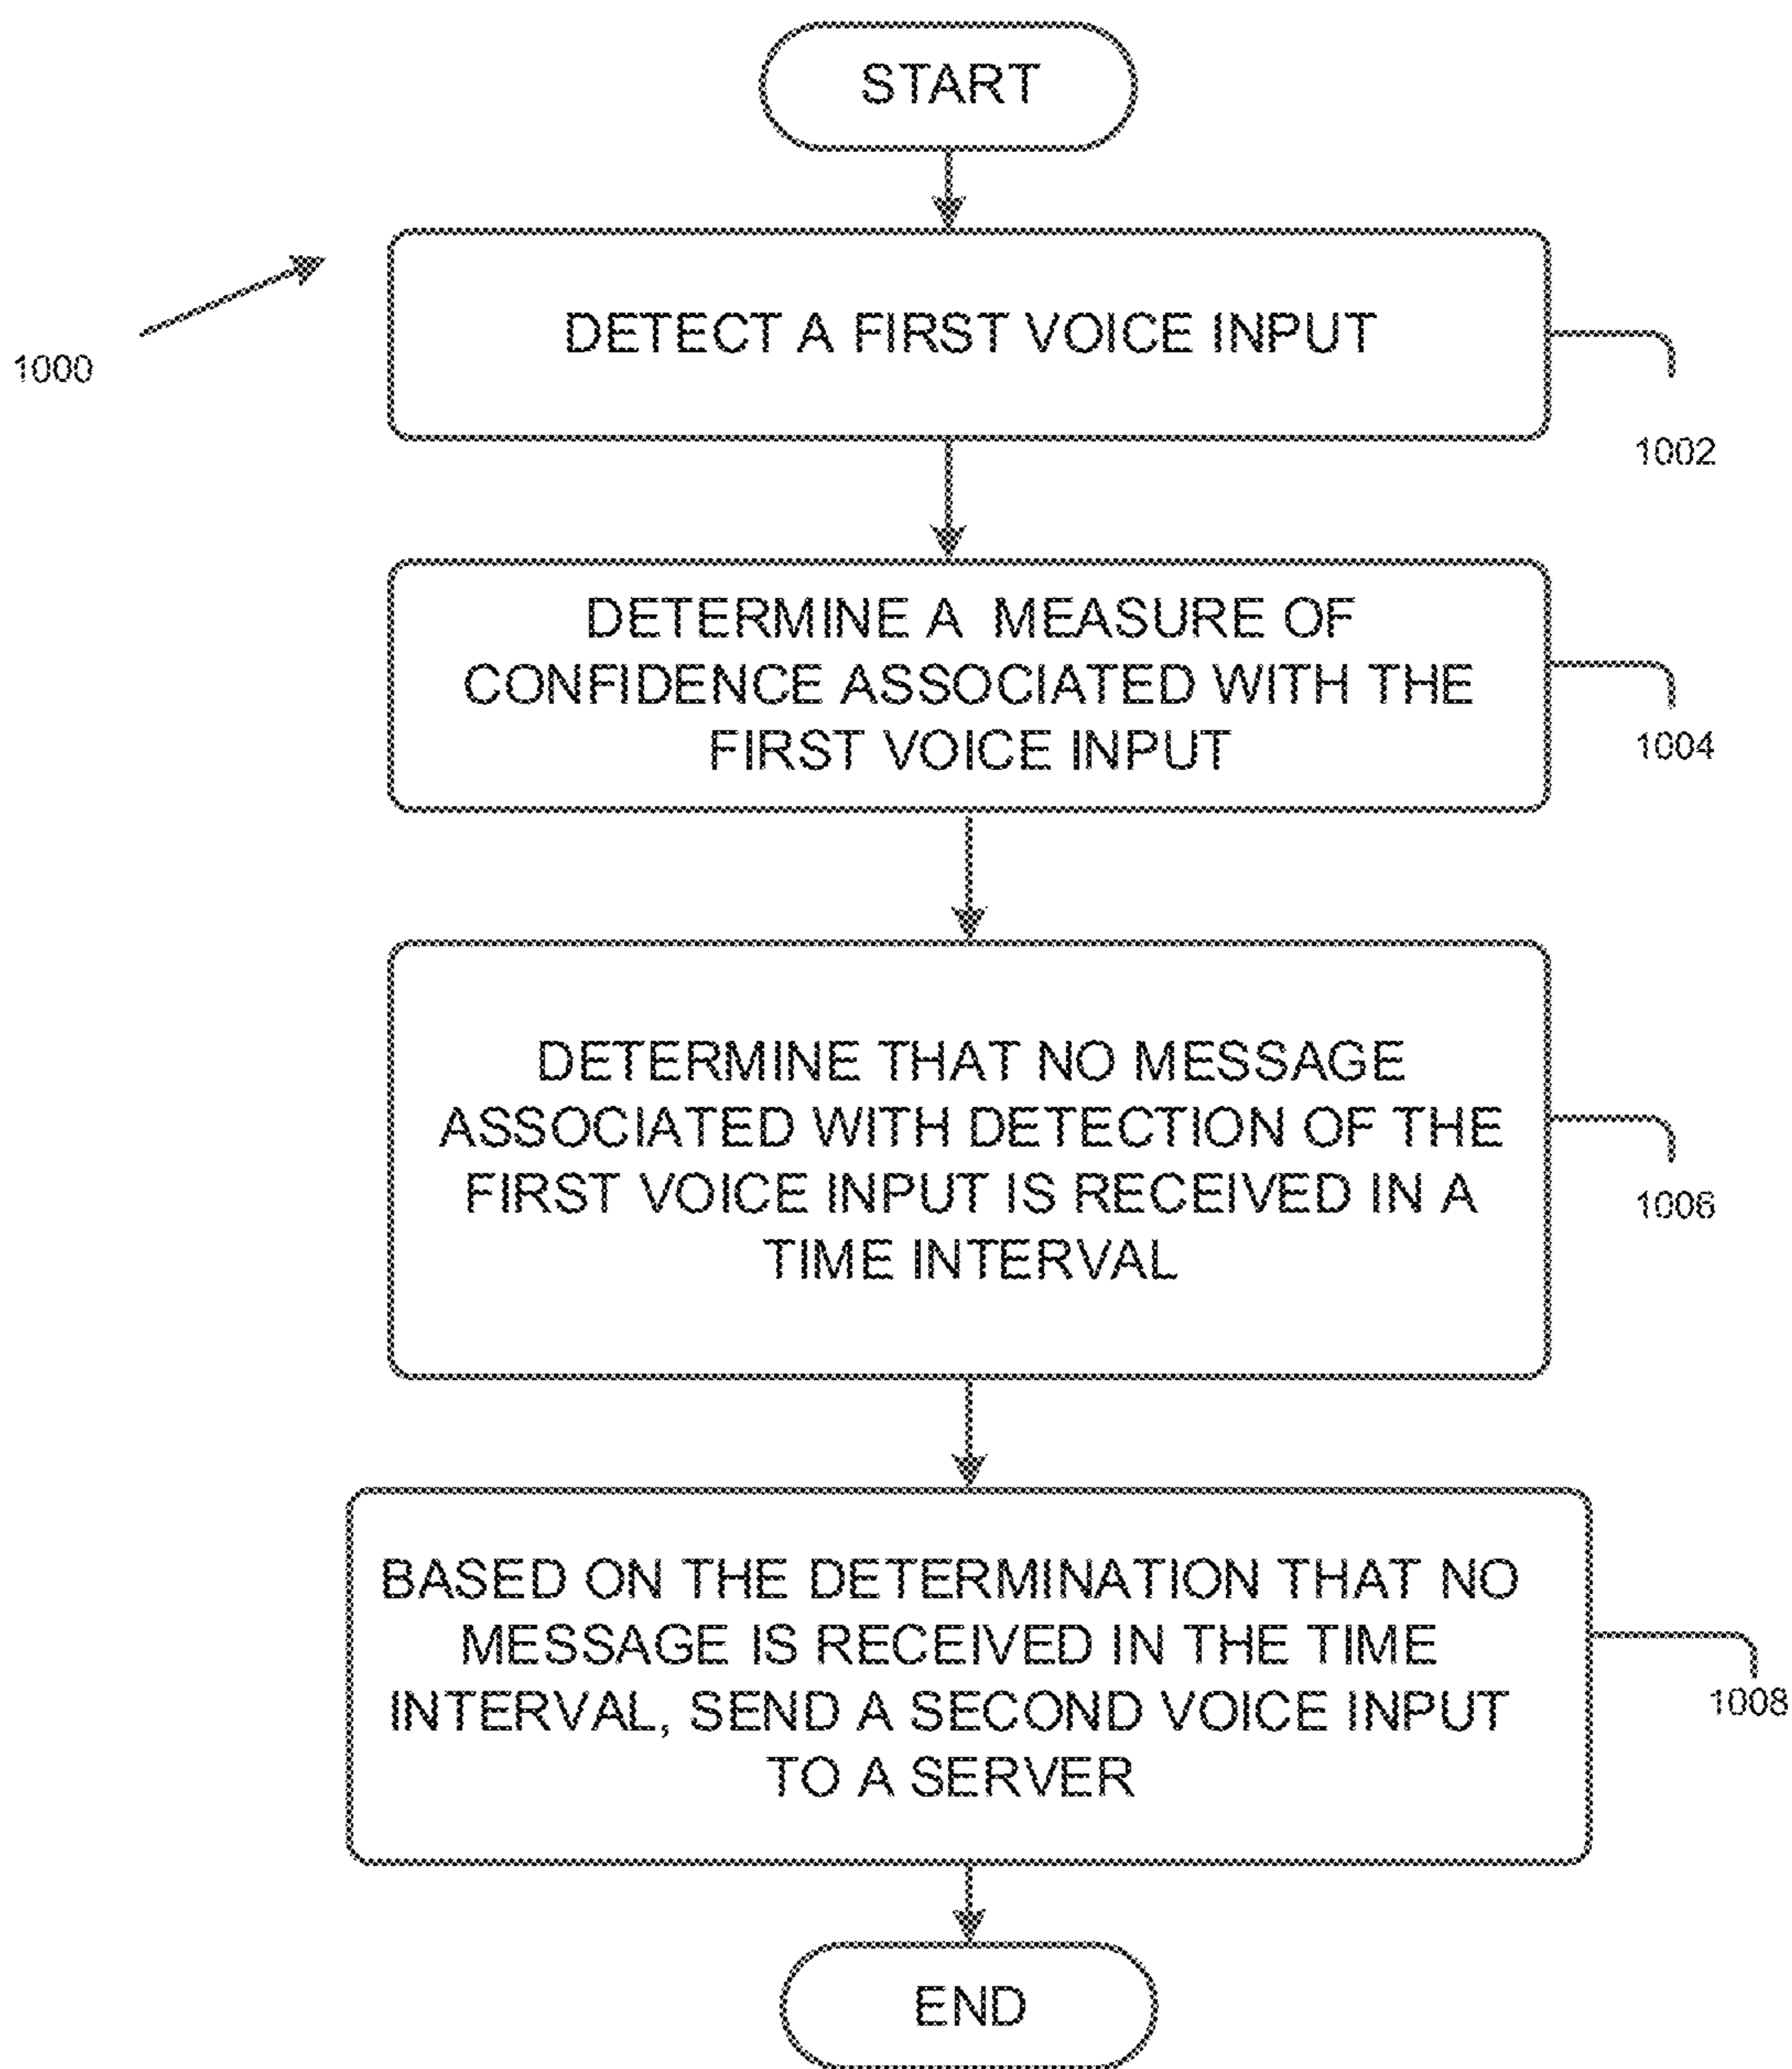 START
1000
DETECT A FIRST VOICE INPUT
1002
DETERMINE A MEASURE OF
CONFIDENCE ASSOCIATED WITH THE
FIRST VOICE INPUT
1004
DETERMINE THAT NO MESSAGE
ASSOCIATED WITH DETECTION OF THE
FIRST VOICE INPUT IS RECEIVED IN A
TIME INTERVAL
1006
BASED ON THE DETERMINATION THAT NO
MESSAGE IS RECEIVED IN THE TIME
INTERVAL, SEND A SECOND VOICE INPUT
TO A SERVER
1008
END